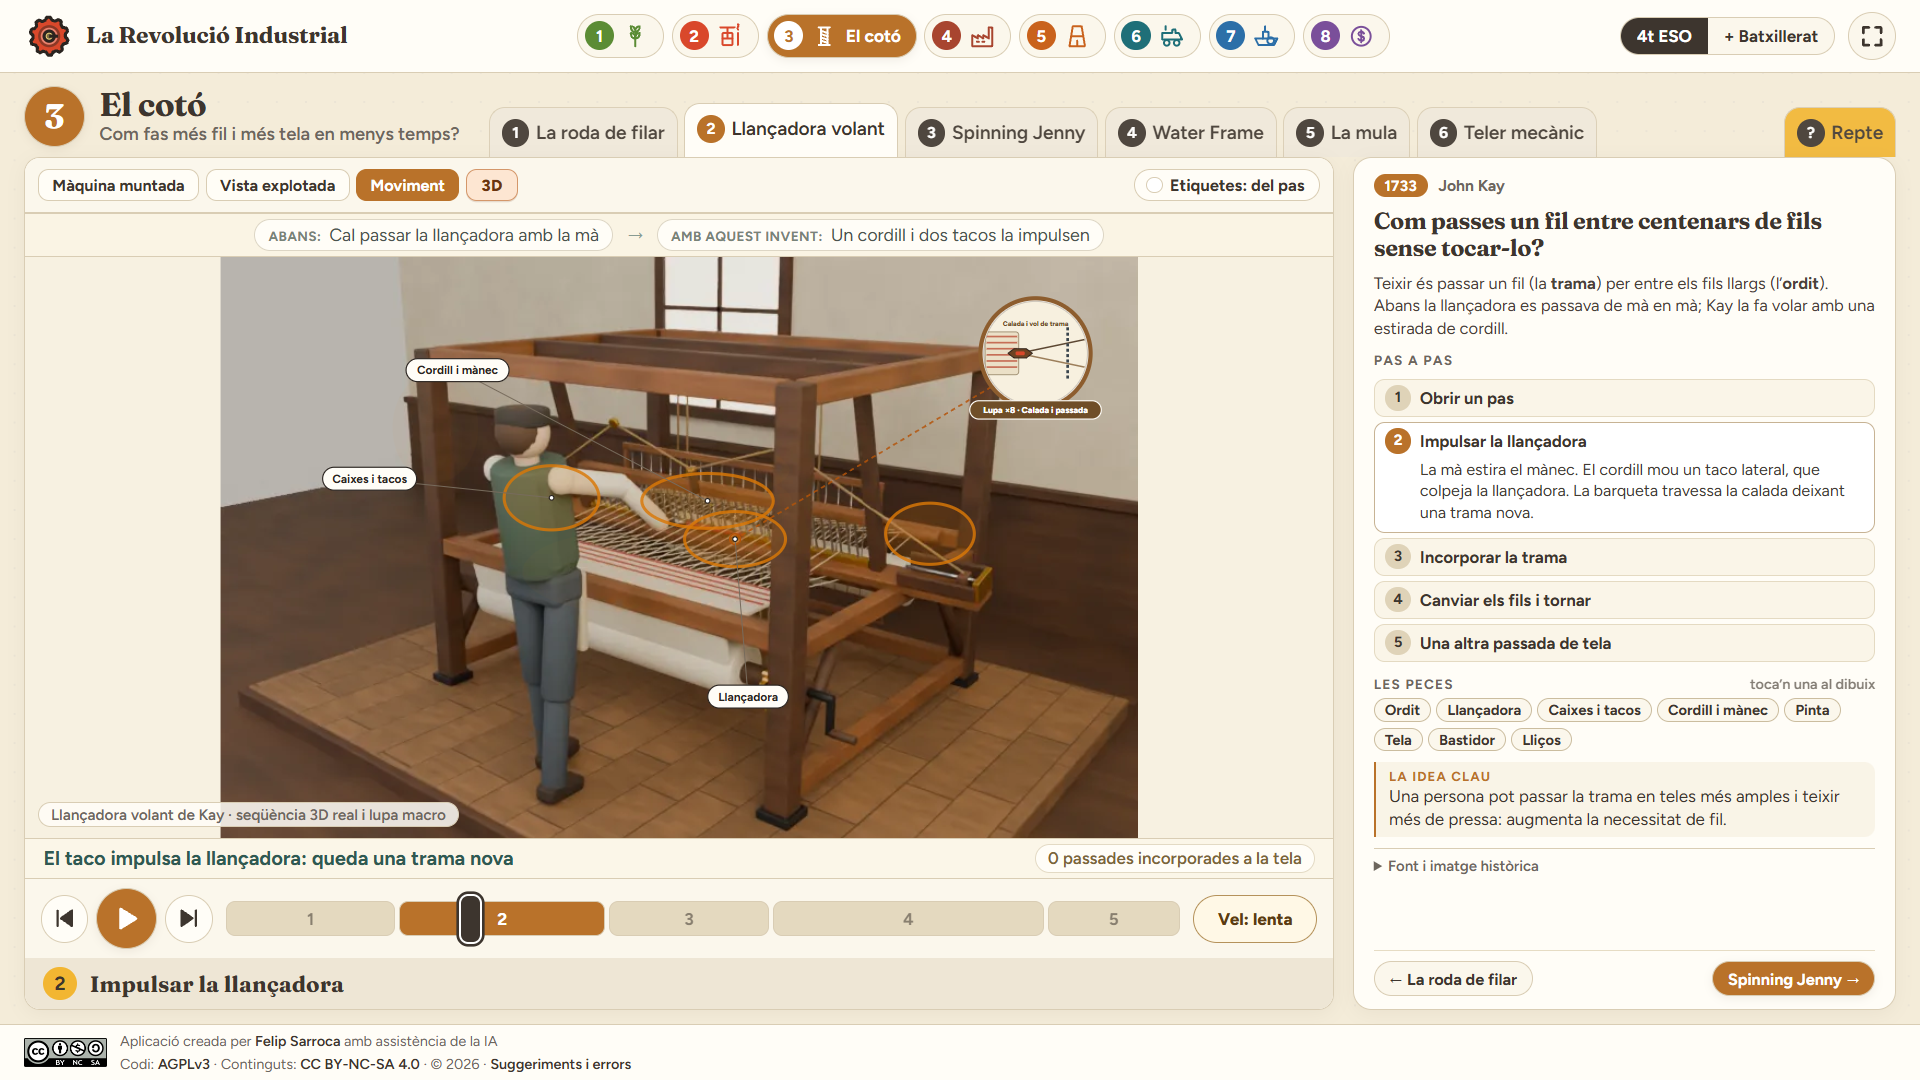 La Revolució Industrial
1
2
3 El cotó
4
5
6
7
8
4t ESO
+ Batxillerat
3
El cotó
Com fas més fil i més tela en menys temps?
1 La roda de filar
2 Llançadora volant
3 Spinning Jenny
4 Water Frame
5 La mula
6 Teler mecànic
? Repte
Màquina muntada
Vista explotada
Moviment
3D
Etiquetes: del pas
ABANS: Cal passar la llançadora amb la mà → AMB AQUEST INVENT: Un cordill i dos tacos la impulsen
Calada i vol de trama
Cordill i mànec
Lupa ×8 · Calada i passada
Caixes i tacos
Llançadora
Llançadora volant de Kay · seqüència 3D real i lupa macro
El taco impulsa la llançadora: queda una trama nova
0 passades incorporades a la tela
1
2
3
4
5
Vel: lenta
2 Impulsar la llançadora
1733 John Kay
Com passes un fil entre centenars de fils
sense tocar-lo?
Teixir és passar un fil (la trama) per entre els fils llargs (l'ordit).
Abans la llançadora es passava de mà en mà; Kay la fa volar amb una
estirada de cordill.
PAS A PAS
1 Obrir un pas
2 Impulsar la llançadora
La mà estira el mànec. El cordill mou un taco lateral, que
colpeja la llançadora. La barqueta travessa la calada deixant
una trama nova.
3 Incorporar la trama
4 Canviar els fils i tornar
5 Una altra passada de tela
LES PECES
toca'n una al dibuix
Ordit
Llançadora
Caixes i tacos
Cordill i mànec
Pinta
Tela
Bastidor
Lliços
LA IDEA CLAU
Una persona pot passar la trama en teles més amples i teixir
més de pressa: augmenta la necessitat de fil.
Font i imatge històrica
← La roda de filar
Spinning Jenny →
cc BY NC SA
Aplicació creada per Felip Sarroca amb assistència de la IA
Codi: AGPLv3 · Continguts: CC BY-NC-SA 4.0 · © 2026 · Suggeriments i errors